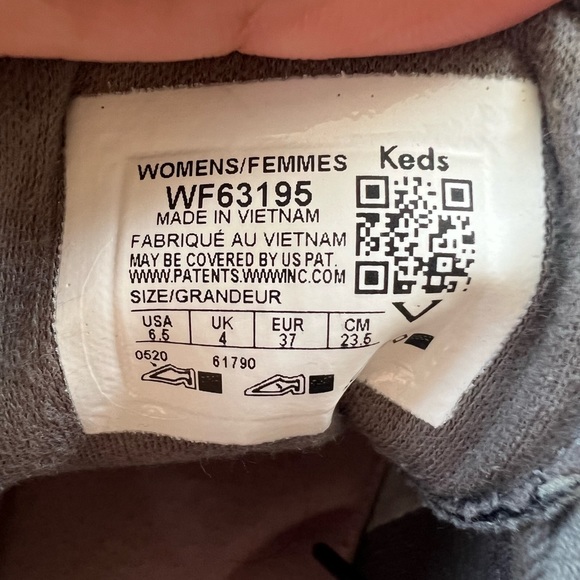 WOMENS/FEMMES Keds
WF63195
MADE IN VIETNAM
FABRIQUÉ AU VIETNAM
MAY BE COVERED BY US PAT.
WWW.PATENTS.WWWINC.COM
SIZE/GRANDEUR
USA UK EUR CM
6.5 4 37 23.5
0520 61790